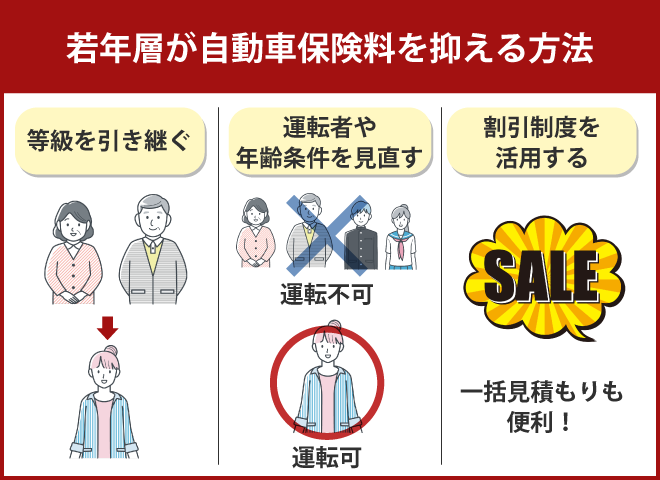 若年層が自動車保険料を抑える方法
等級を引き継ぐ
運転者や
年齢条件を見直す
運転不可
運転可
割引制度を
活用する
SALE
一括見積もりも
便利！